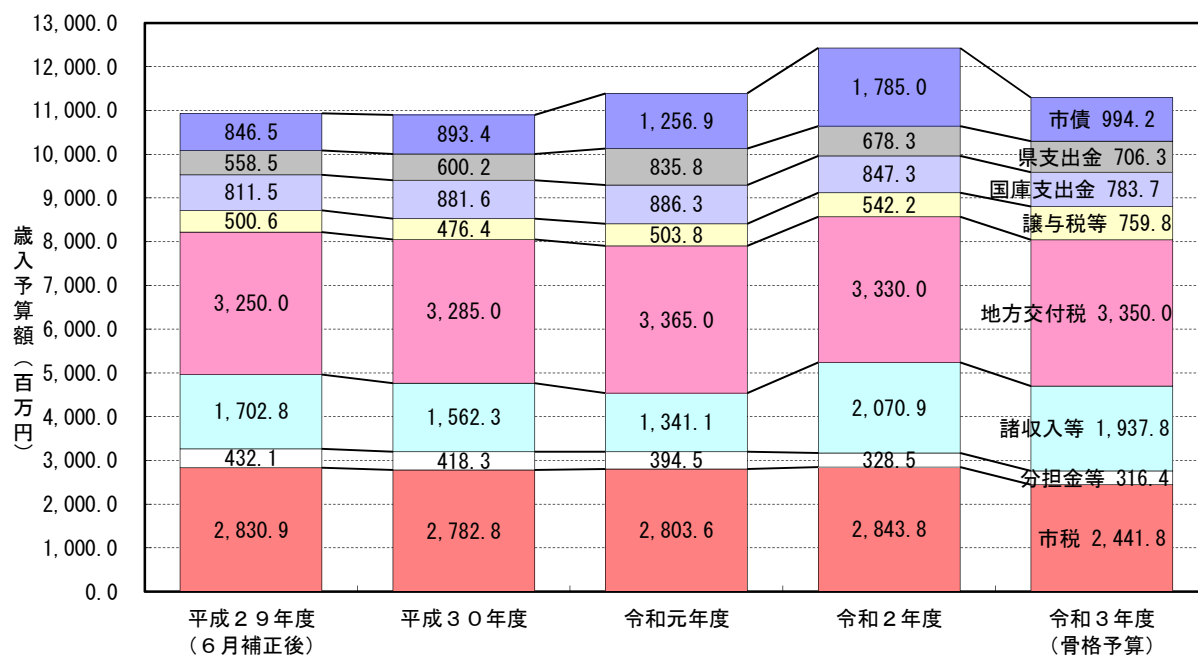 13,000.0
12,000.0
11,000.0
10,000.0
9,000.0
8,000.0
7,000.0
6,000.0
5,000.0
4,000.0
3,000.0
2,000.0
1,000.0
0.0
歳入予算額（百万円）
846.5
558.5
811.5
500.6
3,250.0
1,702.8
432.1
2,830.9
893.4
600.2
881.6
476.4
3,285.0
1,562.3
418.3
2,782.8
1,256.9
835.8
886.3
503.8
3,365.0
1,341.1
394.5
2,803.6
1,785.0
678.3
847.3
542.2
3,330.0
2,070.9
328.5
2,843.8
市債 994.2
県支出金 706.3
国庫支出金 783.7
譲与税等 759.8
地方交付税 3,350.0
諸収入等 1,937.8
分担金等 316.4
市税 2,441.8
平成２９年度
（６月補正後）
平成３０年度
令和元年度
令和２年度
令和３年度
（骨格予算）